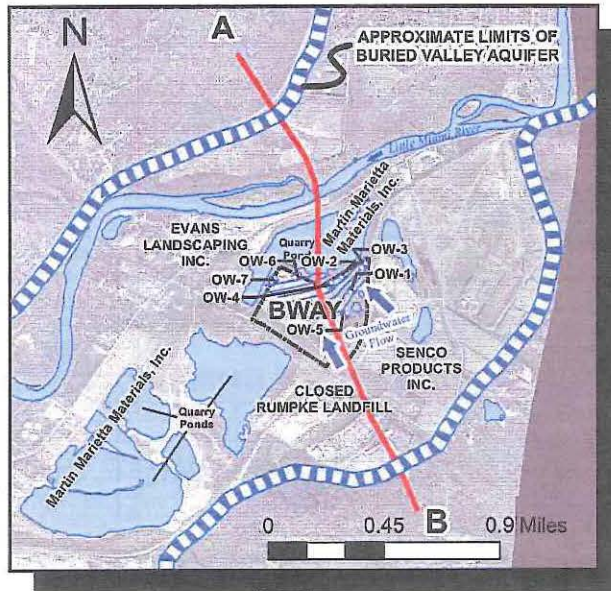 N
A
APPROXIMATE LIMITS OF
BURIED VALLEY AQUIFER
Little Miami River
Martin Marietta
Materials, Inc.
EVANS
LANDSCAPING
INC.
Quarry
Ponds
OW-3
OW-6
OW-2
OW-1
OW-7
OW-4
BWAY
OW-5
Groundwater
Flow
SENCO
PRODUCTS
INC.
CLOSED
RUMPKE LANDFILL
Martin Marietta Materials, Inc.
Quarry
Ponds
B
0 0.45 0.9 Miles